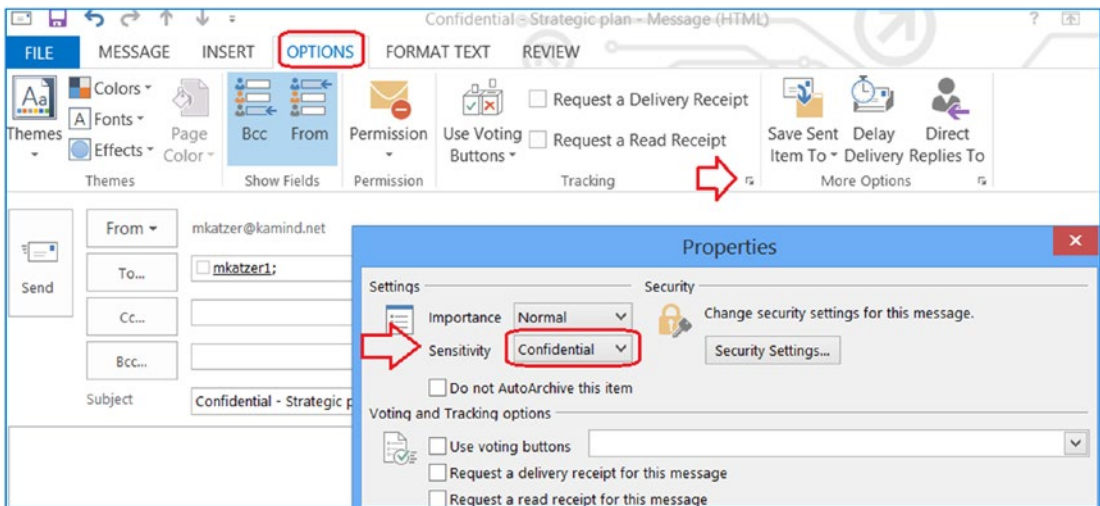 Confidential - Strategic plan - Message (HTML)
?
FILE MESSAGE INSERT OPTIONS FORMAT TEXT REVIEW
Aa
Themes
Colors
A Fonts
Effects
Page Color
Themes
Bcc From
Show Fields
Permission
Permission
Use Voting Buttons
Request a Delivery Receipt
Request a Read Receipt
Tracking
Save Sent Item To
Delay Delivery
Direct Replies To
More Options
Send
From mkatzer@kamind.net
To... mkatzer1;
Cc...
Bcc...
Subject Confidential - Strategic p
Properties
Settings
Importance Normal
Sensitivity Confidential
Do not AutoArchive this item
Security
Change security settings for this message.
Security Settings...
Voting and Tracking options
Use voting buttons
Request a delivery receipt for this message
Request a read receipt for this message